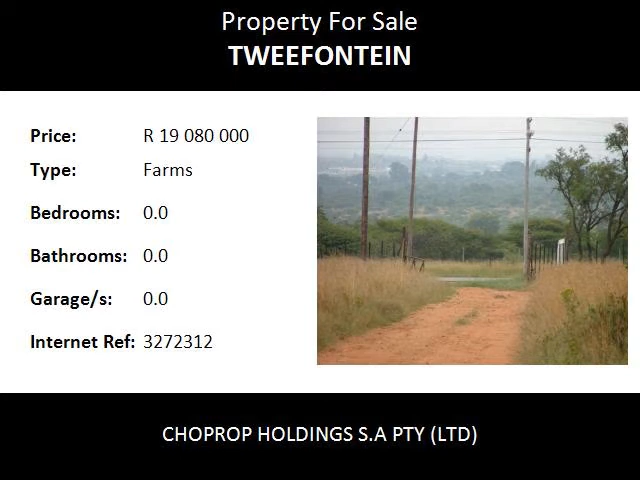 Property For Sale
TWEEFONTEIN
Price: R 19 080 000
Type: Farms
Bedrooms: 0.0
Bathrooms: 0.0
Garage/s: 0.0
Internet Ref: 3272312
CHOPROP HOLDINGS S.A PTY (LTD)